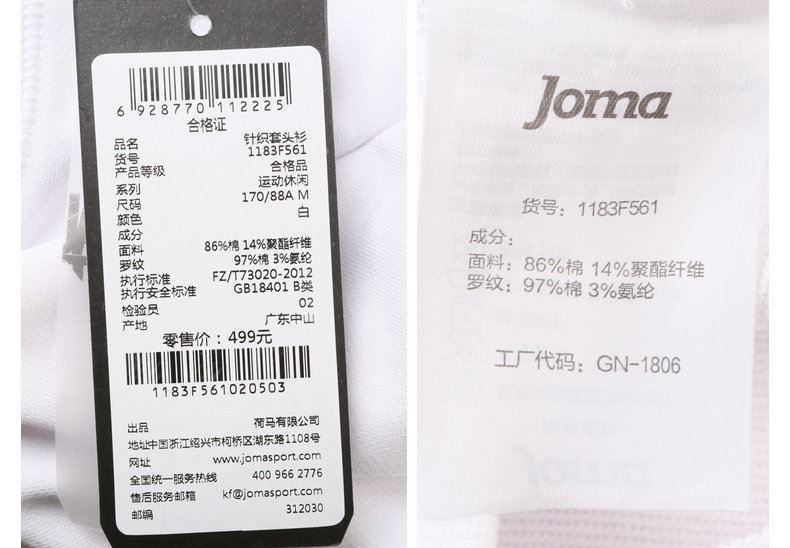 6 928770 112225
合格证
品名 针织套头衫
货号 1183F561
产品等级 合格品
系列 运动休闲
尺码 170/88A M
颜色 白
成分
面料 86%棉 14%聚酯纤维
罗纹 97%棉 3%氨纶
执行标准 FZ/T73020-2012
执行安全标准 GB18401 B类
检验员 02
产地 广东中山
零售价：499元
1183F561020503
出品 荷马有限公司
地址中国浙江绍兴市柯桥区湖东路1108号
网址 www.jomasport.com
全国统一服务热线 400 966 2776
售后服务邮箱 kf@jomasport.com
邮编 312030
Joma
货号：1183F561
成分：
面料：86%棉 14%聚酯纤维
罗纹：97%棉 3%氨纶
工厂代码：GN-1806